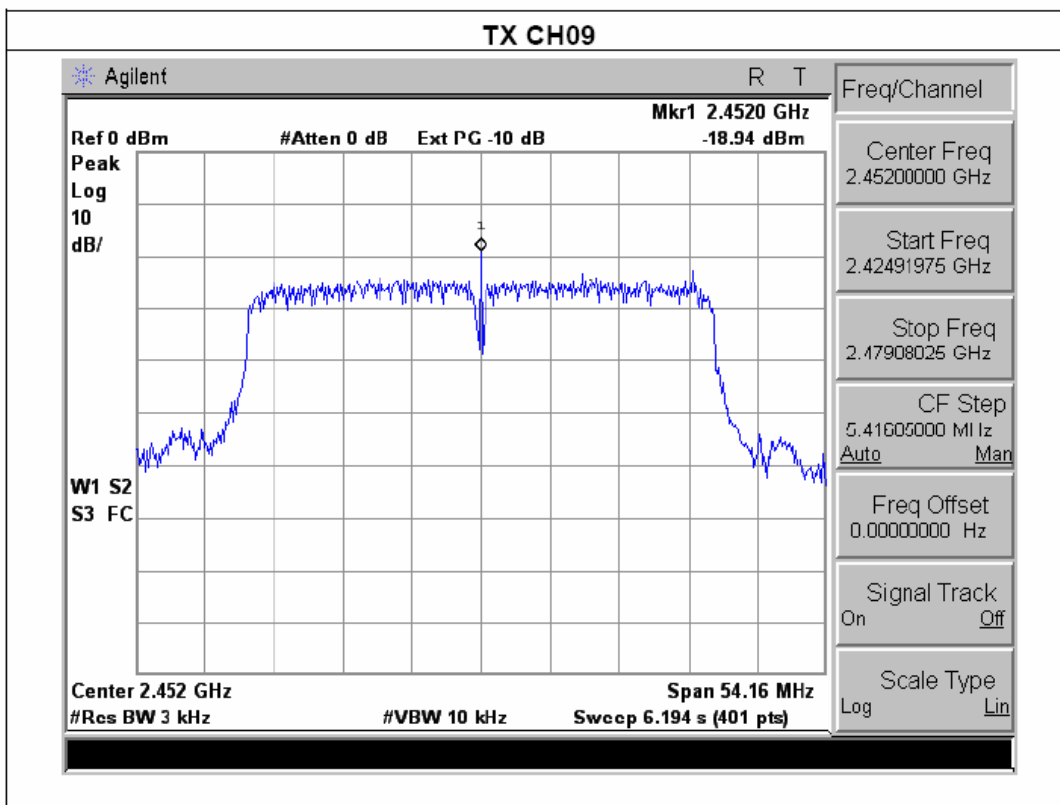 TX CH09
Agilent R T
Mkr1 2.4520 GHz
Ref 0 dBm #Atten 0 dB Ext PG -10 dB -18.94 dBm
Peak
Log
10
dB/
1
W1 S2
S3 FC
Center 2.452 GHz Span 54.16 MHz
#Res BW 3 kHz #VBW 10 kHz Sweep 6.194 s (401 pts)
Freq/Channel
Center Freq
2.45200000 GHz
Start Freq
2.42491975 GHz
Stop Freq
2.47908025 GHz
CF Step
5.41605000 MHz
Auto Man
Freq Offset
0.00000000 Hz
Signal Track
On Off
Scale Type
Log Lin